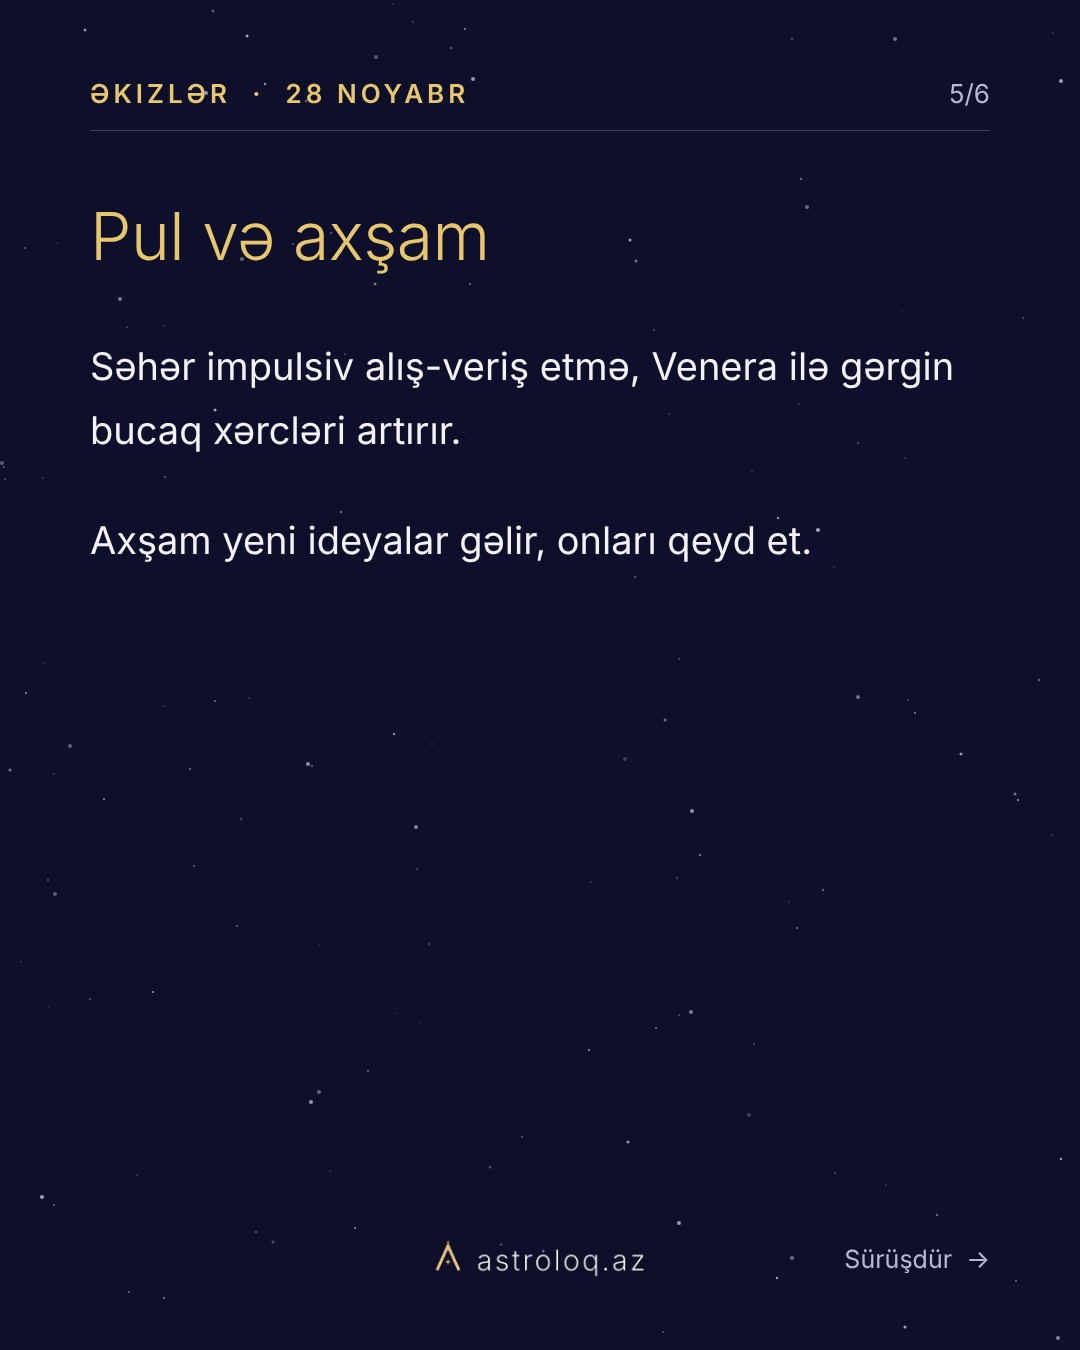 ƏKIZLƏR · 28 NOYABR 5/6
Pul və axşam
Səhər impulsiv alış-veriş etmə, Venera ilə gərgin
bucaq xərcləri artırır.
Axşam yeni ideyalar gəlir, onları qeyd et.
astroloq.az
Sürüşdür →